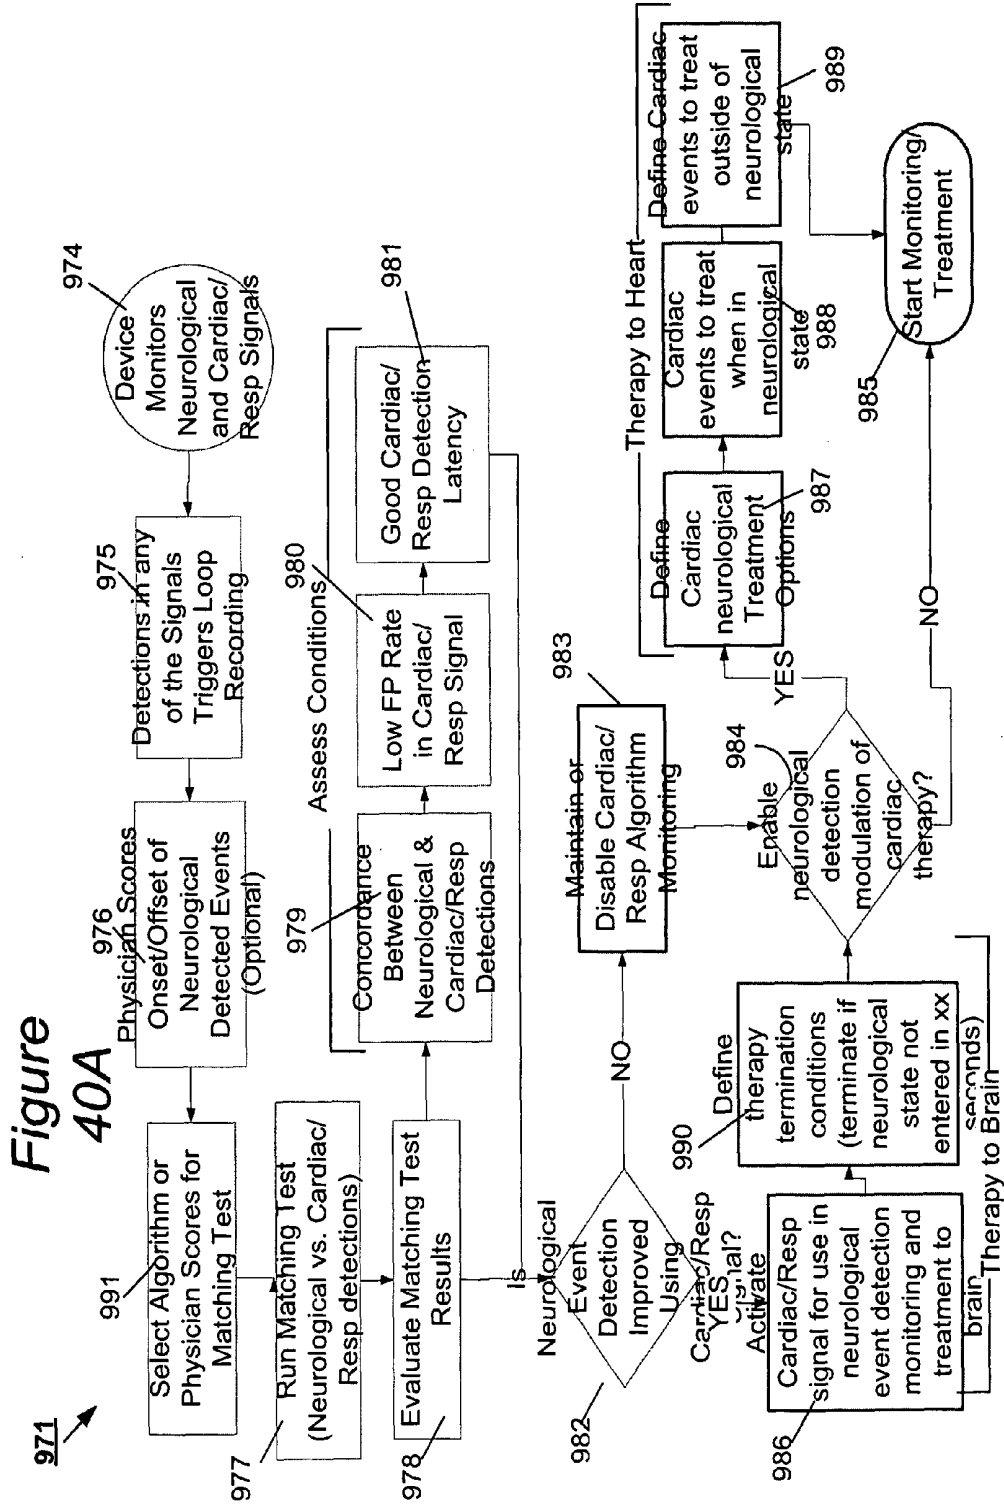 Figure
40A
971
974
Device
Monitors
Neurological
and Cardiac/
Resp Signals
975
Detections in any
of the Signals
Triggers Loop
Recording
976
Physician Scores
Onset/Offset of
Neurological
Detected Events
(Optional)
991
Select Algorithm or
Physician Scores for
Matching Test
977
Run Matching Test
(Neurological vs. Cardiac/
Resp detections)
978
Evaluate Matching Test
Results
Assess Conditions
979
Concordance
Between
Neurological &
Cardiac/Resp
Detections
980
Low FP Rate
in Cardiac/
Resp Signal
981
Good Cardiac/
Resp Detection
Latency
982
Is
Neurological
Event
Detection
Improved
Using
Cardiac/Resp
Signal?
NO
YES
983
Maintain or
Disable Cardiac/
Resp Algorithm
Monitoring
986
Activate
Cardiac/Resp
signal for use in
neurological
event detection
monitoring and
treatment to
brain
990
Define
therapy
termination
conditions
(terminate if
neurological
state not
entered in xx
seconds)
Therapy to Brain
984
Enable
neurological
detection
modulation of
cardiac
therapy?
YES
NO
Therapy to Heart
987
Define
Cardiac
neurological
Treatment
Options
988
Cardiac
events to treat
when in
neurological
state
989
Define Cardiac
events to treat
outside of
neurological
state
985
Start Monitoring/
Treatment